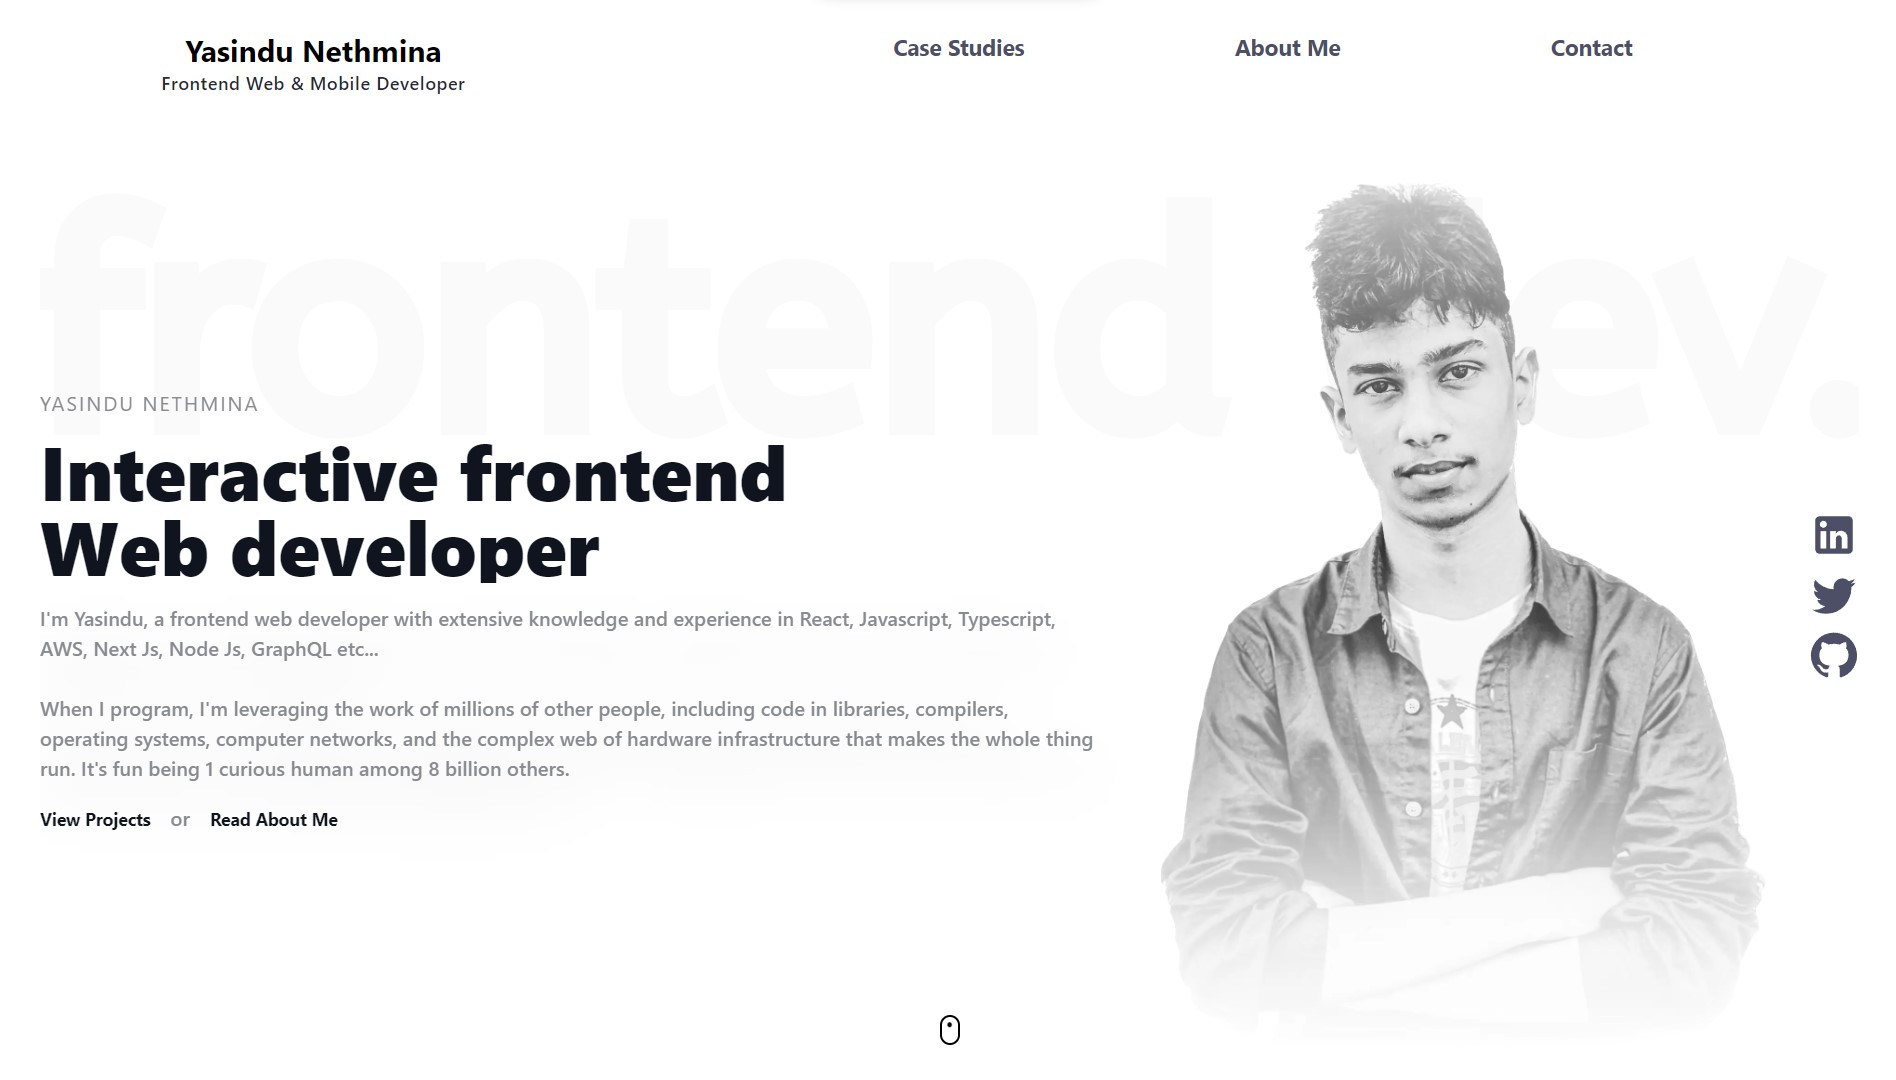 Yasindu Nethmina
Frontend Web & Mobile Developer
Case Studies
About Me
Contact
frontend dev.
YASINDU NETHMINA
Interactive frontend
Web developer
I'm Yasindu, a frontend web developer with extensive knowledge and experience in React, Javascript, Typescript,
AWS, Next Js, Node Js, GraphQL etc...
When I program, I'm leveraging the work of millions of other people, including code in libraries, compilers,
operating systems, computer networks, and the complex web of hardware infrastructure that makes the whole thing
run. It's fun being 1 curious human among 8 billion others.
View Projects or Read About Me
in